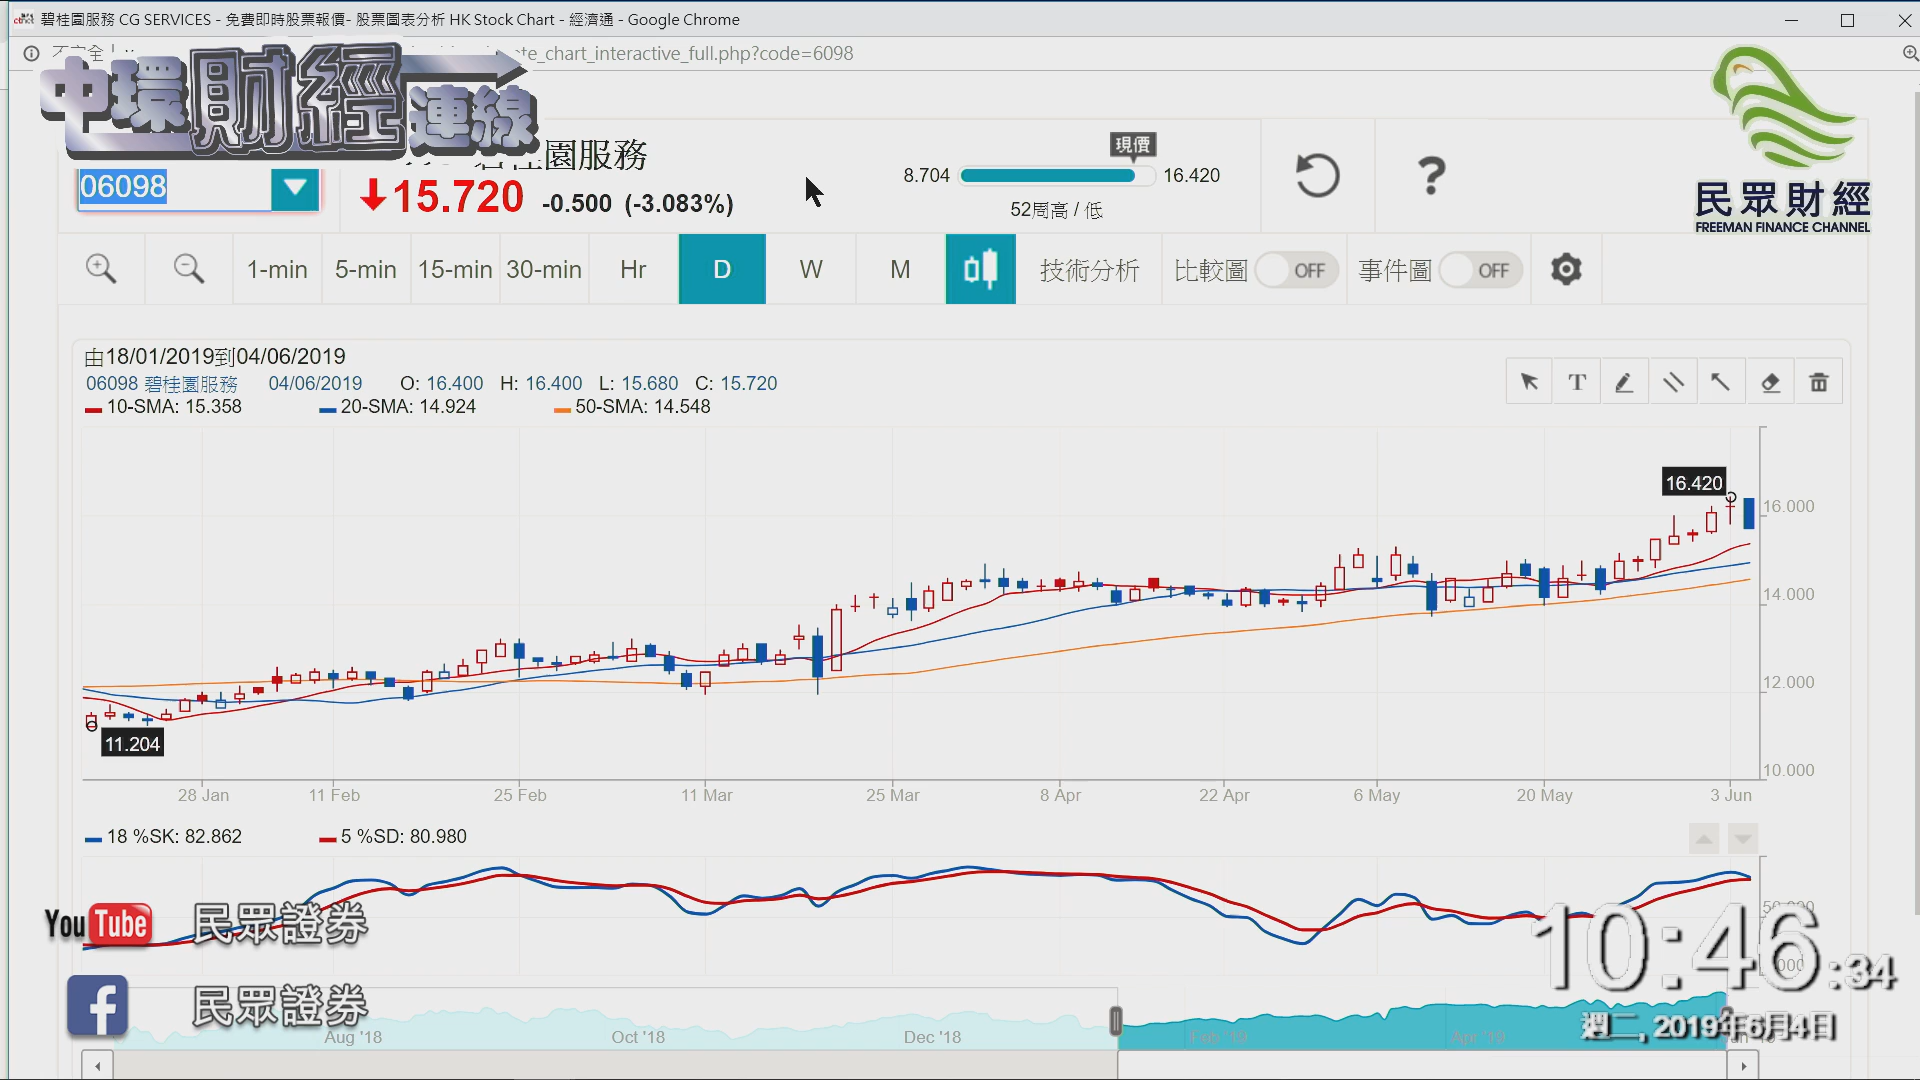 碧桂園服務 CG SERVICES - 免費即時股票報價- 股票圖表分析 HK Stock Chart - 經濟通 - Google Chrome
te_chart_interactive_full.php?code=6098
中環財經連線
碧桂園服務
06098
15.720 -0.500 (-3.083%)
現價
8.704 16.420
52周高 / 低
?
民眾財經
FREEMAN FINANCE CHANNEL
1-min 5-min 15-min 30-min Hr D W M 技術分析 比較圖 OFF 事件圖 OFF
由18/01/2019到04/06/2019
06098 碧桂園服務 04/06/2019 O: 16.400 H: 16.400 L: 15.680 C: 15.720
10-SMA: 15.358 20-SMA: 14.924 50-SMA: 14.548
T
16.420
16.000
14.000
12.000
11.204
10.000
28 Jan 11 Feb 25 Feb 11 Mar 25 Mar 8 Apr 22 Apr 6 May 20 May 3 Jun
18 %SK: 82.862 5 %SD: 80.980
YouTube 民眾證券
10:46:34
f 民眾證券
週二, 2019年6月4日
Aug '18 Oct '18 Dec '18 Feb '19 Apr '19